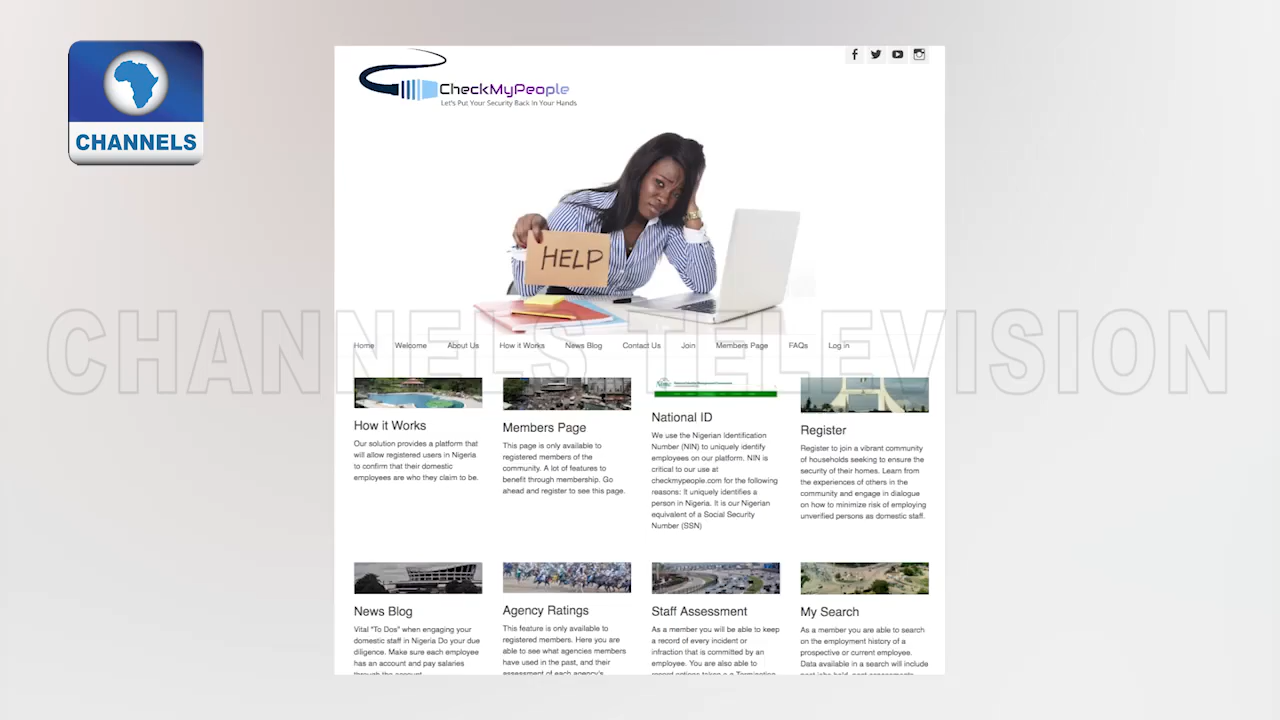 CHANNELS
CheckMyPeople
Let's Put Your Security Back In Your Hands
HELP
CHANNELS TELEVISION
Home Welcome About Us How it Works News Blog Contact Us Join Members Page FAQs Log in
How it Works
Our solution provides a platform that
will allow registered users in Nigeria
to confirm that their domestic
employees are who they claim to be.
Members Page
This page is only available to
registered members of the
community. A lot of features to
benefit through membership. Go
ahead and register to see this page.
National ID
We use the Nigerian Identification
Number (NIN) to uniquely identify
employees on our platform. NIN is
critical to our use at
checkmypeople.com for the following
reasons: It uniquely identifies a
person in Nigeria. It is our Nigerian
equivalent of a Social Security
Number (SSN)
Register
Register to join a vibrant community
of households seeking to ensure the
security of their homes. Learn from
the experiences of others in the
community and engage in dialogue
on how to minimize risk of employing
unverified persons as domestic staff.
News Blog
Vital "To Dos" when engaging your
domestic staff in Nigeria Do your due
diligence. Make sure each employee
has an account and pay salaries
through the account.
Agency Ratings
This feature is only available to
registered members. Here you are
able to see what agencies members
have used in the past, and their
assessment of each agency's
Staff Assessment
As a member you will be able to keep
a record of every incident or
infraction that is committed by an
employee. You are also able to
My Search
As a member you are able to search
on the employment history of a
prospective or current employee.
Data available in a search will include
past jobs held, past assessments